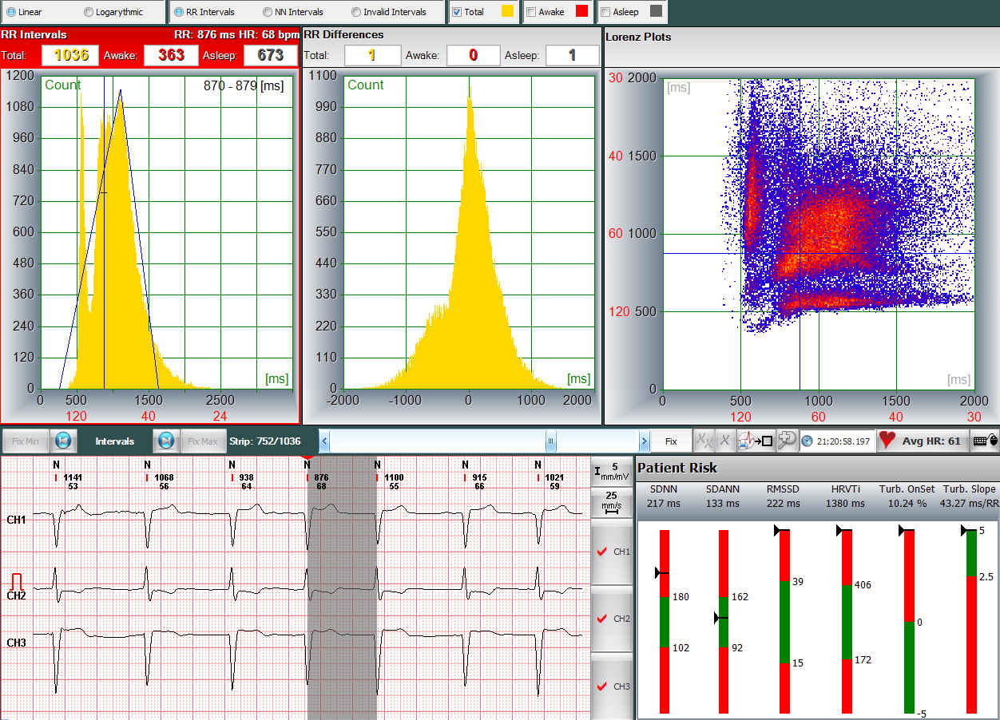 Linear Logarythmic RR Intervals NN Intervals Invalid Intervals Total Awake Asleep
RR Intervals RR: 876 ms HR: 68 bpm
Total: 1036 Awake: 363 Asleep: 673
1200
Count
870 - 879 [ms]
1080
960
840
720
600
480
360
240
120
0
[ms]
0 500 1500 2500
120 40 24
RR Differences
Total: 1 Awake: 0 Asleep: 1
1100
Count
990
880
770
660
550
440
330
220
110
0
[ms]
-2000 -1000 0 1000 2000
Lorenz Plots
30 2000
[ms]
40 1500
60 1000
120 500
0
[ms]
0 500 1000 1500 2000
120 60 40 30
Fix Min Intervals Fix Max Strip: 752/1036 Fix 21:20:58.197 Avg HR: 61
N N N N N N N
1141 1068 938 876 1100 915 1021
53 56 64 68 55 66 59
CH1
CH2
CH3
I 5
mm/mV
25
mm/s
CH1
CH2
CH3
Patient Risk
SDNN SDANN RMSSD HRVTi Turb. OnSet Turb. Slope
217 ms 133 ms 222 ms 1380 ms 10.24 % 43.27 ms/RR
180
102
162
92
39
15
406
172
0
-5
5
2.5